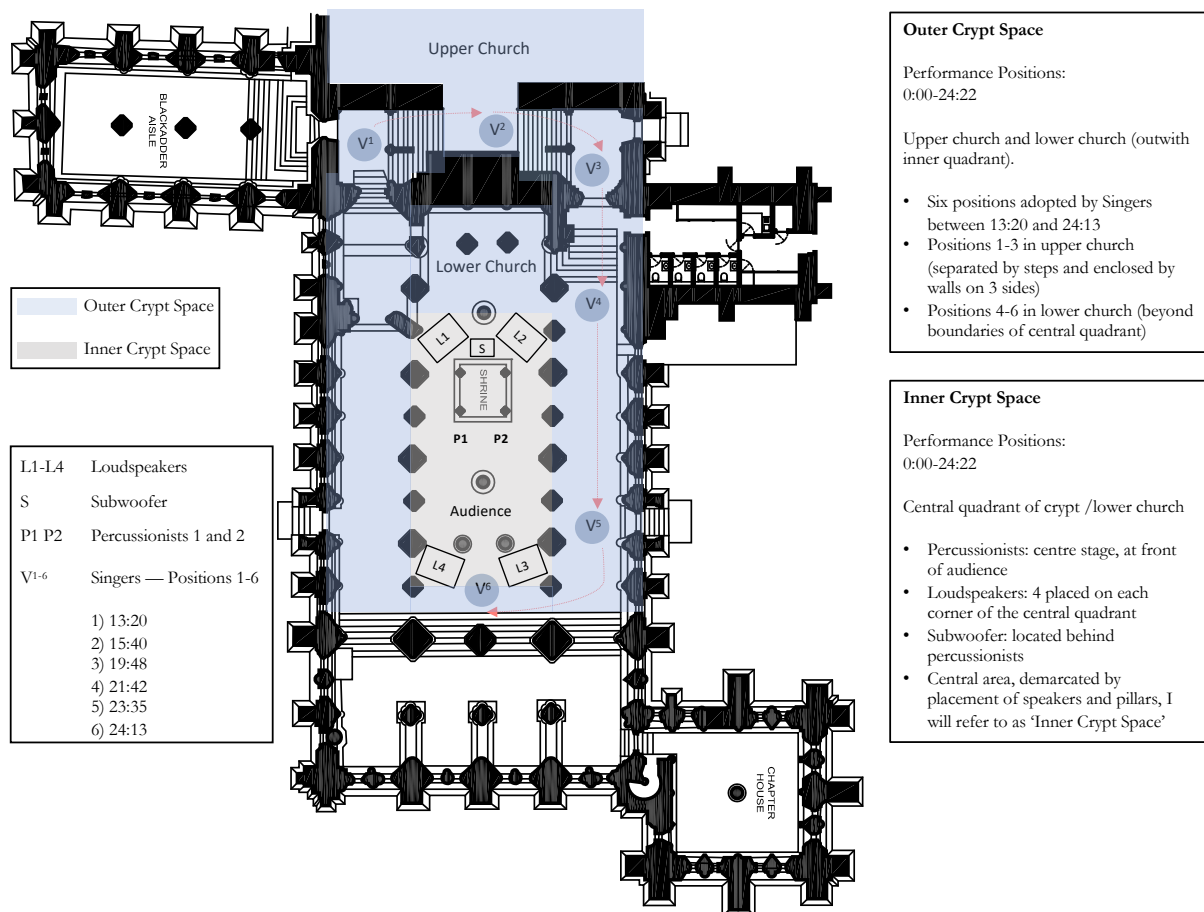 Upper Church
BLACKADDER
AISLE
V1
V2
V3
Lower Church
V4
L1
L2
S
SHRINE
P1 P2
Audience
V5
L4
L3
V6
CHAPTER
HOUSE
Outer Crypt Space
Inner Crypt Space
L1-L4 Loudspeakers
S Subwoofer
P1 P2 Percussionists 1 and 2
V1-6 Singers — Positions 1-6
1) 13:20
2) 15:40
3) 19:48
4) 21:42
5) 23:35
6) 24:13
Outer Crypt Space
Performance Positions:
0:00-24:22
Upper church and lower church (outwith
inner quadrant).
• Six positions adopted by Singers
between 13:20 and 24:13
• Positions 1-3 in upper church
(separated by steps and enclosed by
walls on 3 sides)
• Positions 4-6 in lower church (beyond
boundaries of central quadrant)
Inner Crypt Space
Performance Positions:
0:00-24:22
Central quadrant of crypt /lower church
• Percussionists: centre stage, at front
of audience
• Loudspeakers: 4 placed on each
corner of the central quadrant
• Subwoofer: located behind
percussionists
• Central area, demarcated by
placement of speakers and pillars, I
will refer to as ‘Inner Crypt Space’